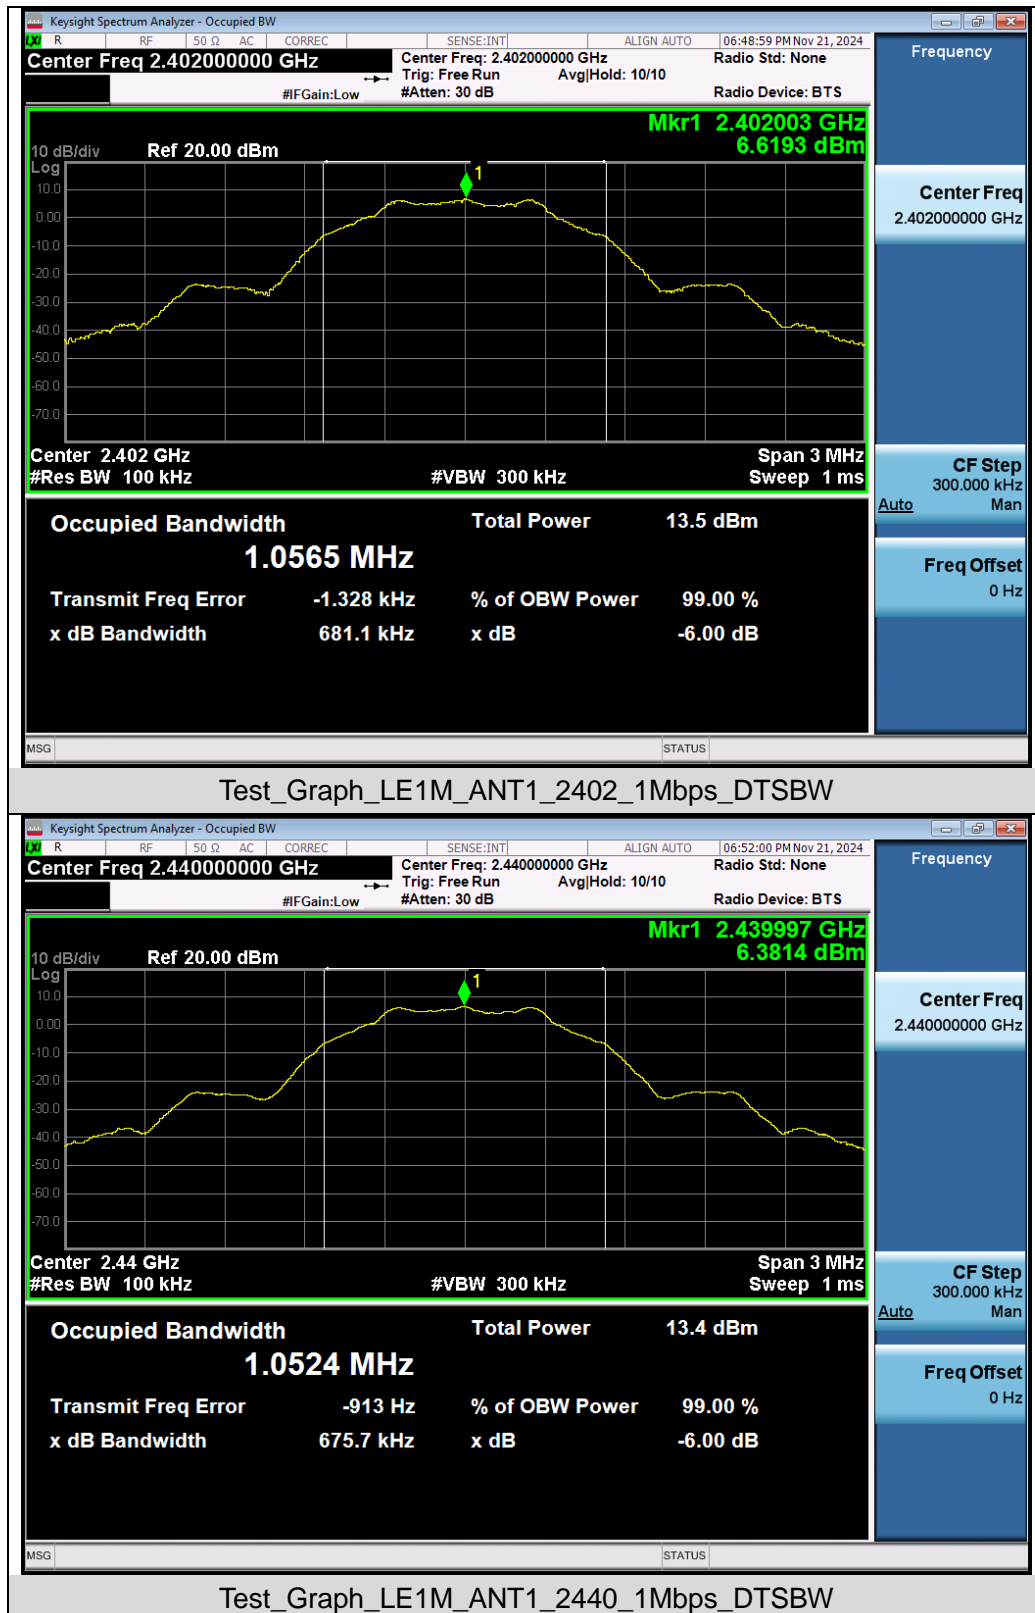 Keysight Spectrum Analyzer - Occupied BW
LXI R RF 50 Ω AC CORREC SENSE:INT ALIGN AUTO 06:48:59 PM Nov 21, 2024
Center Freq 2.402000000 GHz
Center Freq: 2.402000000 GHz
Radio Std: None
Trig: Free Run Avg|Hold: 10/10
#IFGain:Low
#Atten: 30 dB
Radio Device: BTS
Mkr1 2.402003 GHz
6.6193 dBm
10 dB/div Ref 20.00 dBm
Log
1
10.0
0.00
-10.0
-20.0
-30.0
-40.0
-50.0
-60.0
-70.0
Center 2.402 GHz Span 3 MHz
#Res BW 100 kHz #VBW 300 kHz Sweep 1 ms
Occupied Bandwidth Total Power 13.5 dBm
1.0565 MHz
Transmit Freq Error -1.328 kHz % of OBW Power 99.00 %
x dB Bandwidth 681.1 kHz x dB -6.00 dB
MSG STATUS
Frequency
Center Freq
2.402000000 GHz
CF Step
300.000 kHz
Auto Man
Freq Offset
0 Hz
Test_Graph_LE1M_ANT1_2402_1Mbps_DTSBW
Keysight Spectrum Analyzer - Occupied BW
LXI R RF 50 Ω AC CORREC SENSE:INT ALIGN AUTO 06:52:00 PM Nov 21, 2024
Center Freq 2.440000000 GHz
Center Freq: 2.440000000 GHz
Radio Std: None
Trig: Free Run Avg|Hold: 10/10
#IFGain:Low
#Atten: 30 dB
Radio Device: BTS
Mkr1 2.439997 GHz
6.3814 dBm
10 dB/div Ref 20.00 dBm
Log
1
10.0
0.00
-10.0
-20.0
-30.0
-40.0
-50.0
-60.0
-70.0
Center 2.44 GHz Span 3 MHz
#Res BW 100 kHz #VBW 300 kHz Sweep 1 ms
Occupied Bandwidth Total Power 13.4 dBm
1.0524 MHz
Transmit Freq Error -913 Hz % of OBW Power 99.00 %
x dB Bandwidth 675.7 kHz x dB -6.00 dB
MSG STATUS
Frequency
Center Freq
2.440000000 GHz
CF Step
300.000 kHz
Auto Man
Freq Offset
0 Hz
Test_Graph_LE1M_ANT1_2440_1Mbps_DTSBW